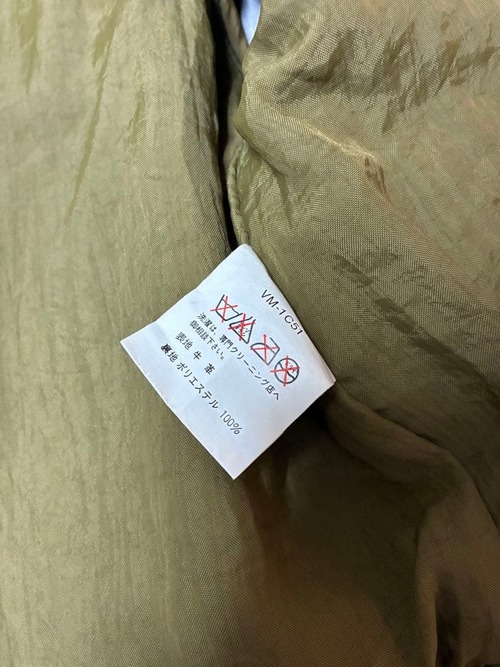 VM-1C51
洗濯は、専門クリーニング店へ
御相談下さい。
表地 牛 革
裏地 ポリエステル 100%